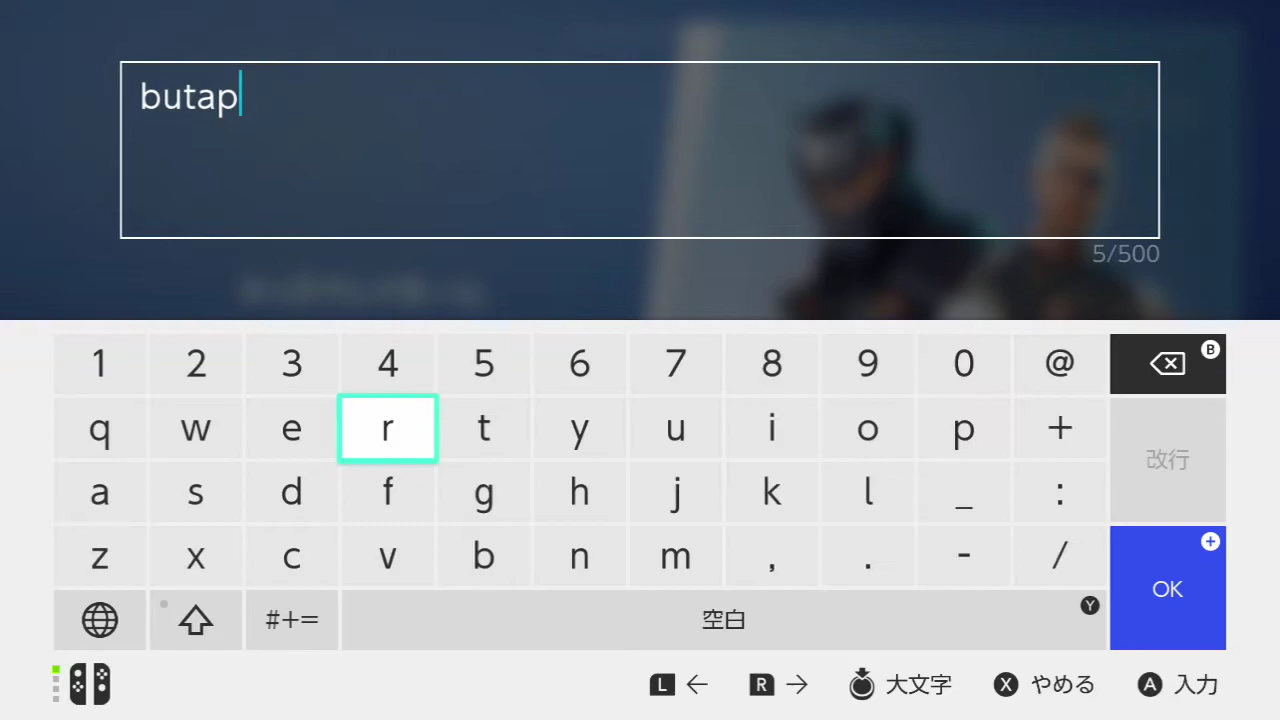 butap
5/500
1 2 3 4 5 6 7 8 9 0 @ B
q w e r t y u i o p + 改行
a s d f g h j k l _ :
z x c v b n m , . - / +
OK
#+= 空白 Y
L ← R → 大文字 X やめる A 入力